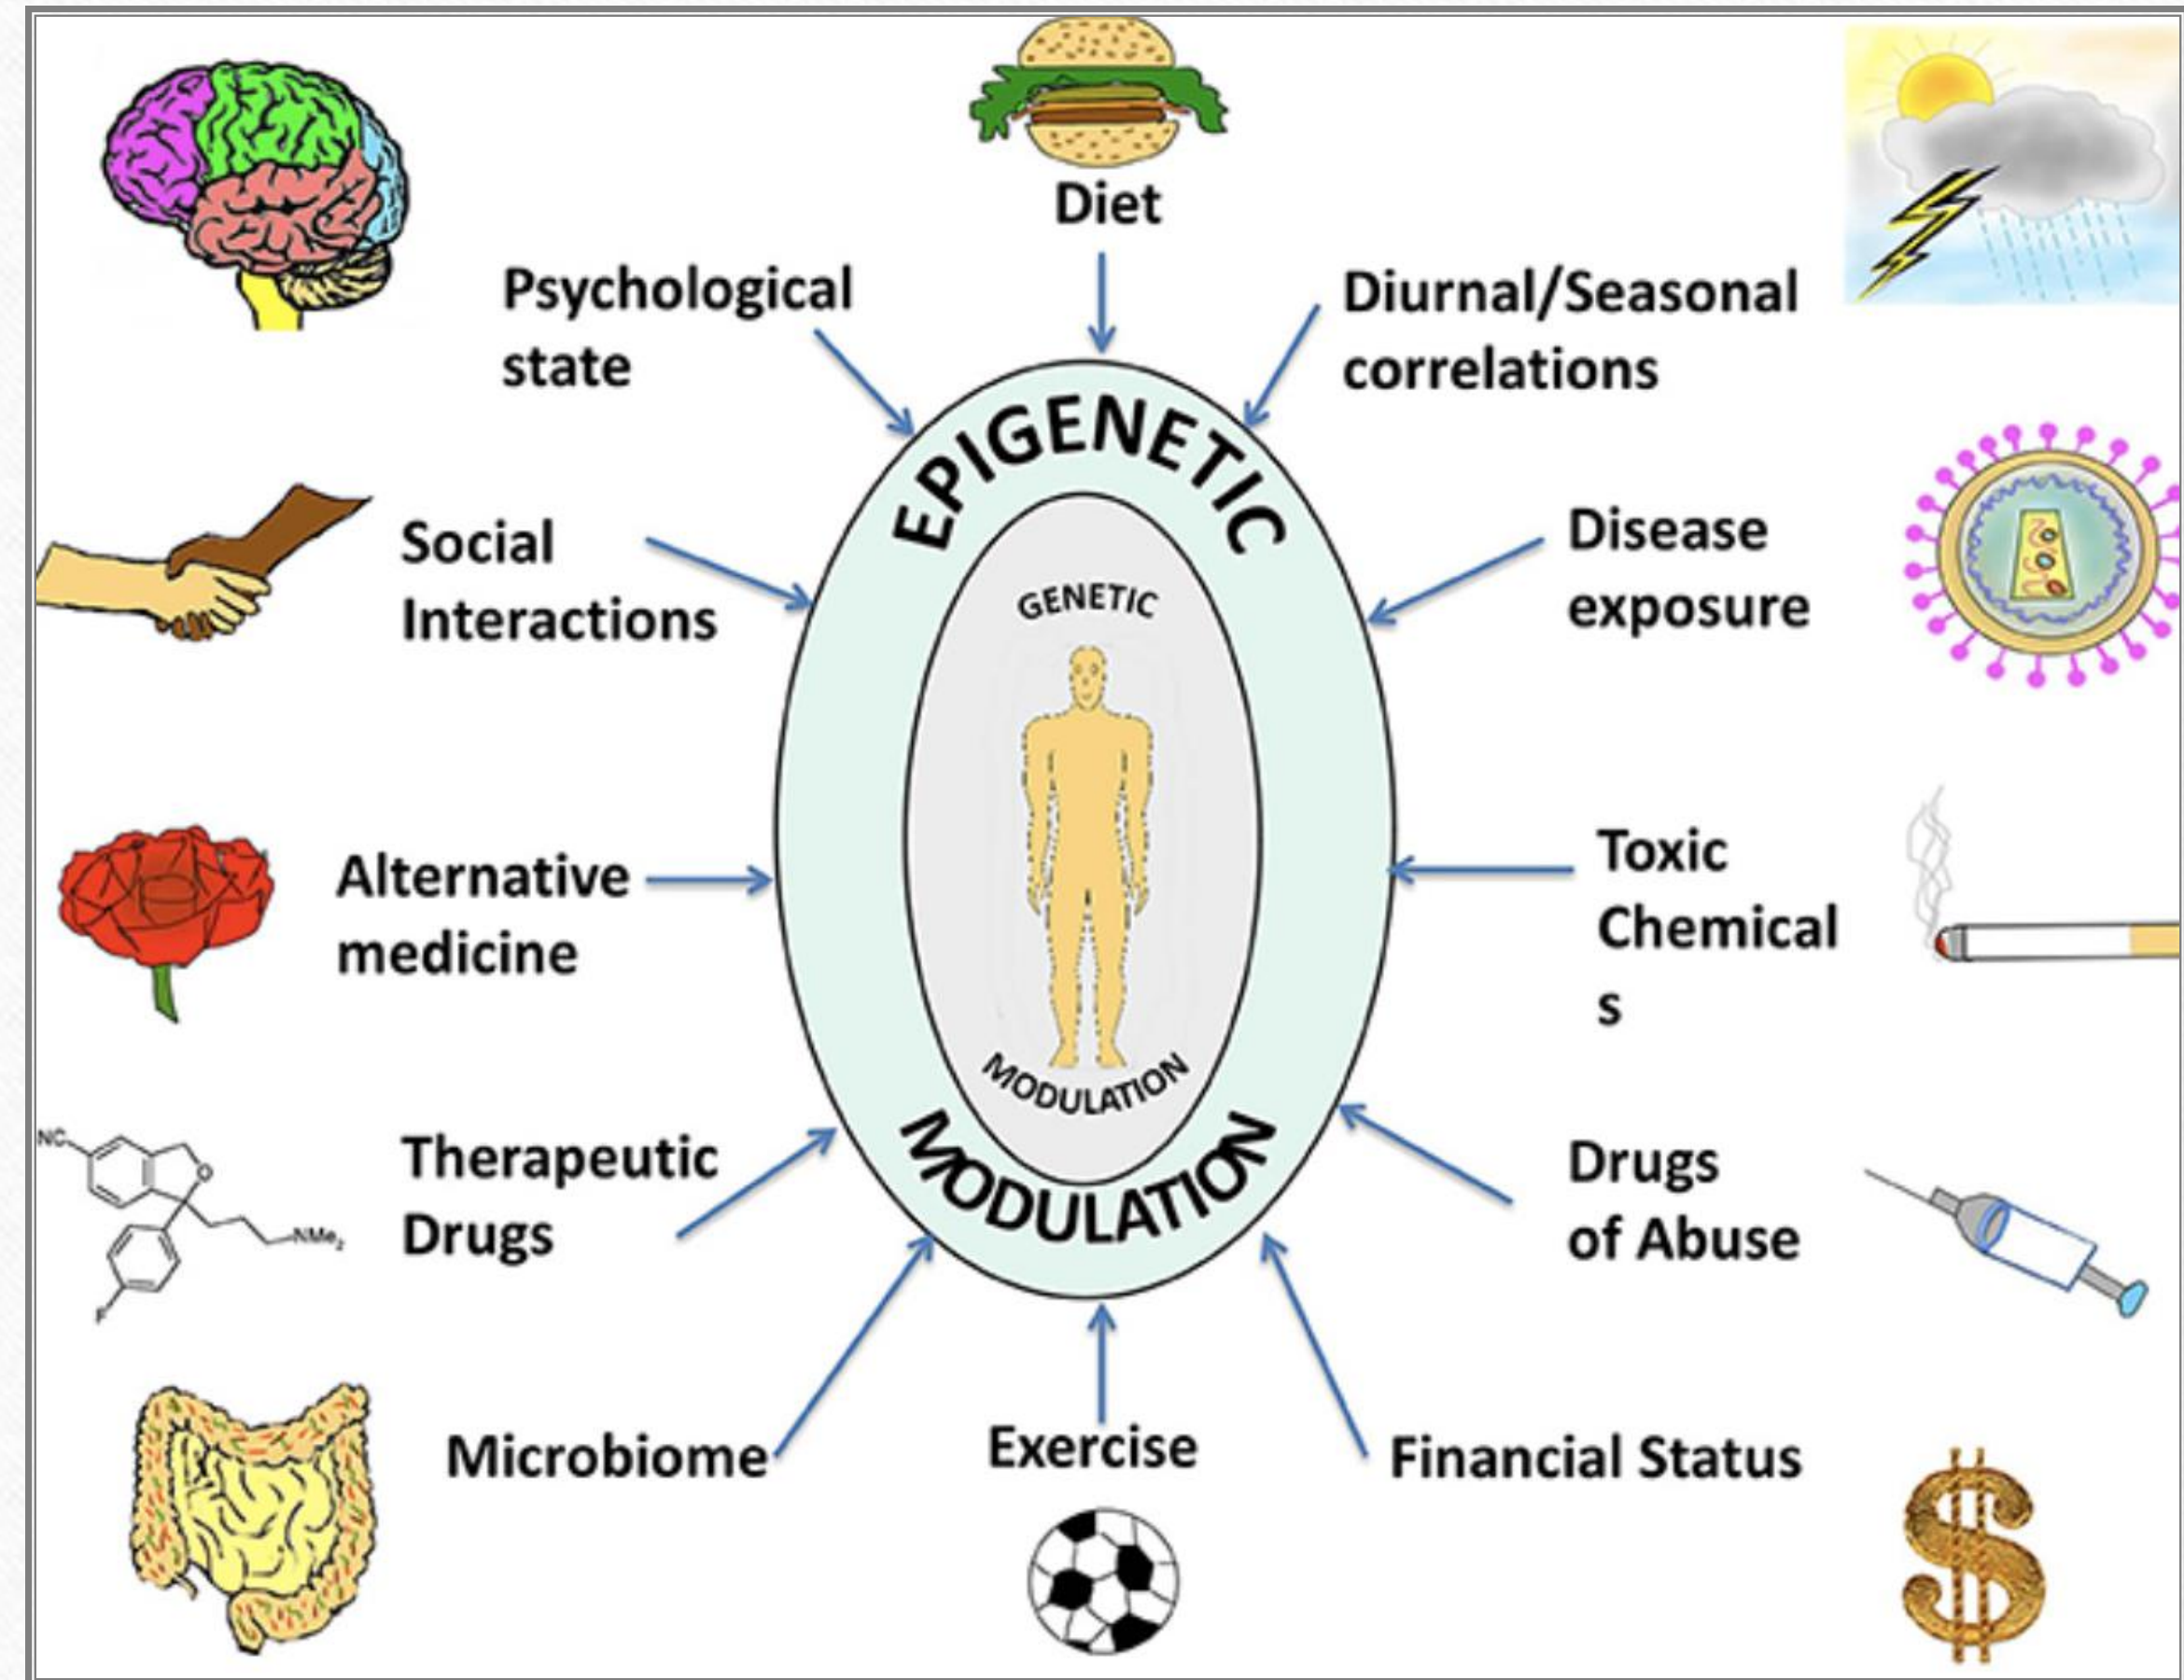 Diet
Psychological
state
Diurnal/Seasonal
correlations
EPIGENETIC
Social
Interactions
Disease
exposure
GENETIC
Alternative
medicine
Toxic
Chemical
s
MODULATION
MODULATION
NC
O
NMe2
F
Therapeutic
Drugs
Drugs
of Abuse
Microbiome
Exercise
Financial Status
$